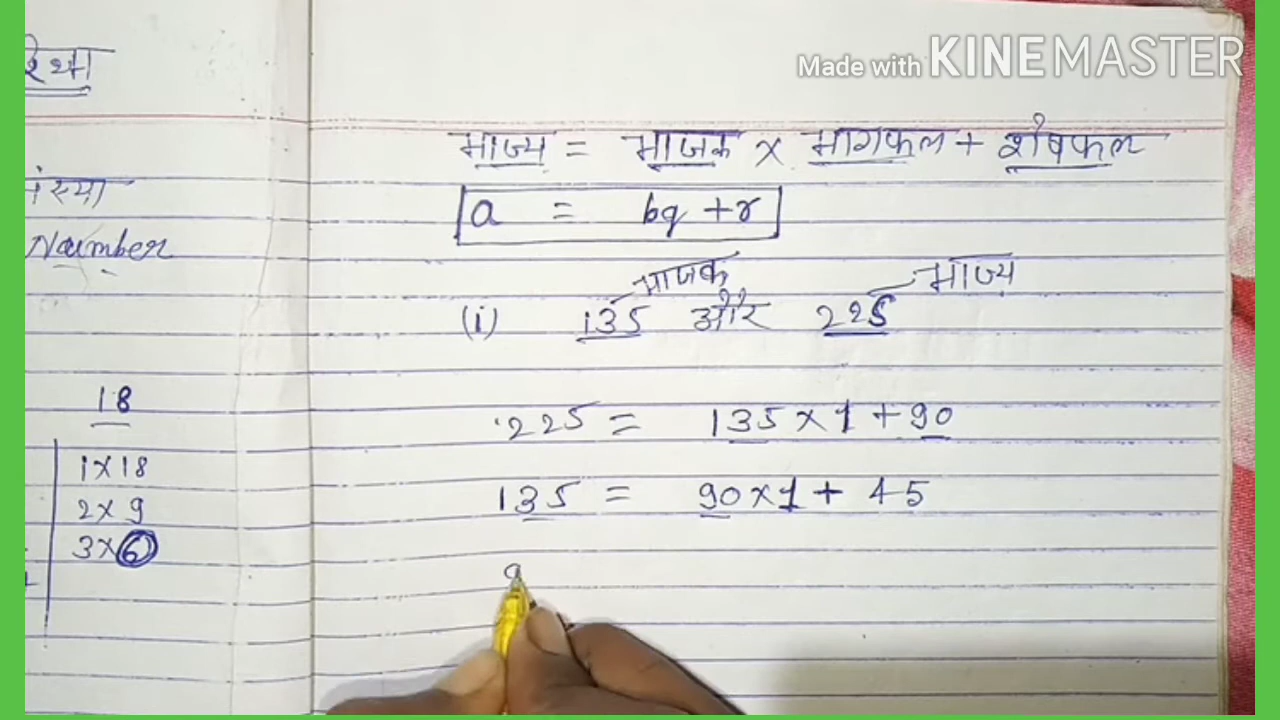 Made with KINEMASTER
संख्या
Number
18
1×18
2×9
3×6
भाज्य = भाजक × भागफल + शेषफल
a = bq + r
भाजक भाज्य
(i) 135 और 225
225 = 135×1+90
135 = 90×1+ 45
9